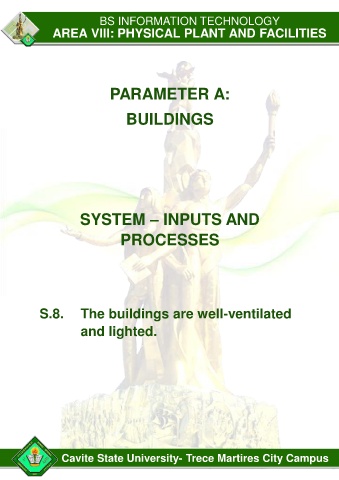 BS INFORMATION TECHNOLOGY
AREA VIII: PHYSICAL PLANT AND FACILITIES
PARAMETER A:
BUILDINGS
SYSTEM – INPUTS AND
PROCESSES
S.8. The buildings are well-ventilated
and lighted.
Cavite State University- Trece Martires City Campus